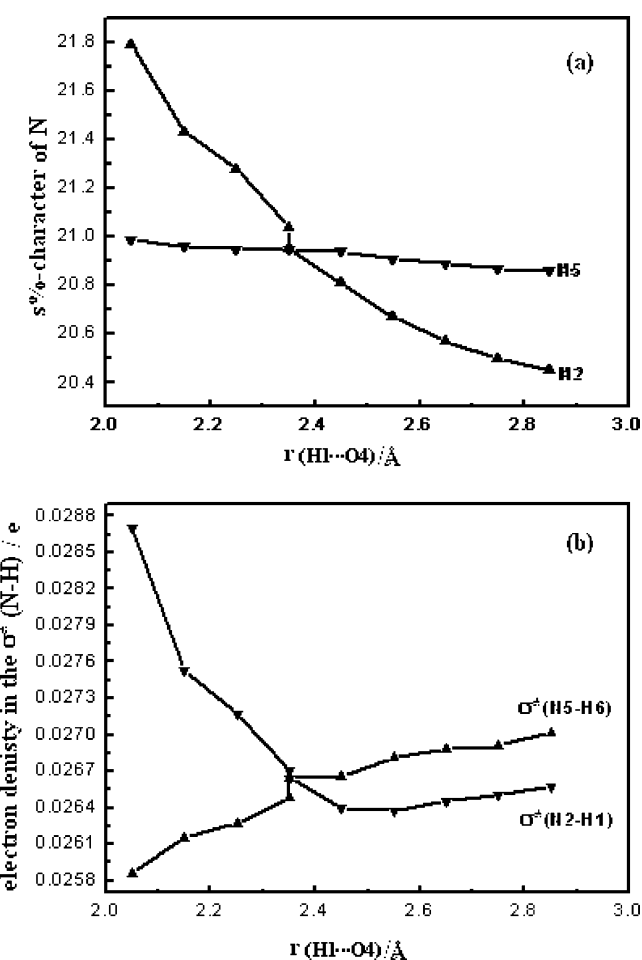 21.8
(a)
21.6
21.4
21.2
21.0
20.8
20.6
20.4
s%-character of N
N5
N2
2.0 2.2 2.4 2.6 2.8 3.0
r (H1···O4)/Å
0.0288
(b)
0.0285
0.0282
0.0279
0.0276
0.0273
0.0270
0.0267
0.0264
0.0261
0.0258
electron denisty in the σ* (N-H) / e
σ*(N5-H6)
σ*(N2-H1)
2.0 2.2 2.4 2.6 2.8 3.0
r (H1···O4)/Å